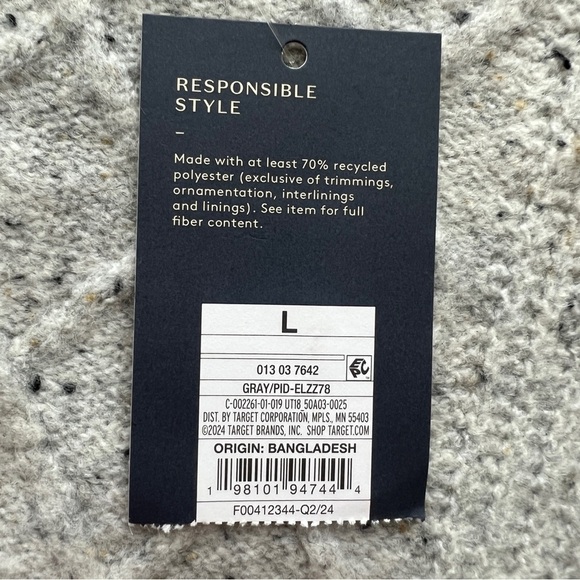 RESPONSIBLE
STYLE
–
Made with at least 70% recycled
polyester (exclusive of trimmings,
ornamentation, interlinings
and linings). See item for full
fiber content.
L
013 03 7642
EPC
GRAY/PID-ELZZ78
C-002261-01-019 UT18_50A03-0025
DIST. BY TARGET CORPORATION, MPLS., MN 55403
©2024 TARGET BRANDS, INC. SHOP TARGET.COM
ORIGIN: BANGLADESH
1 98101 94744 4
F00412344-Q2/24